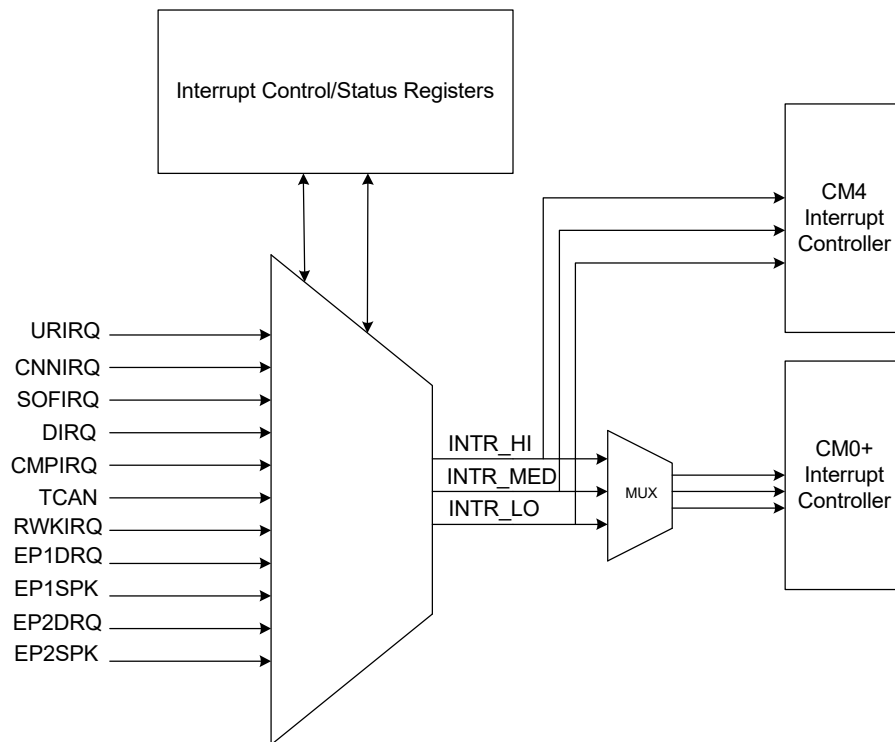 Interrupt Control/Status Registers
CM4
Interrupt
Controller
URIRQ
CNNIRQ
SOFIRQ
DIRQ
CMPIRQ
TCAN
RWKIRQ
EP1DRQ
EP1SPK
EP2DRQ
EP2SPK
INTR_HI
INTR_MED
INTR_LO
MUX
CM0+
Interrupt
Controller